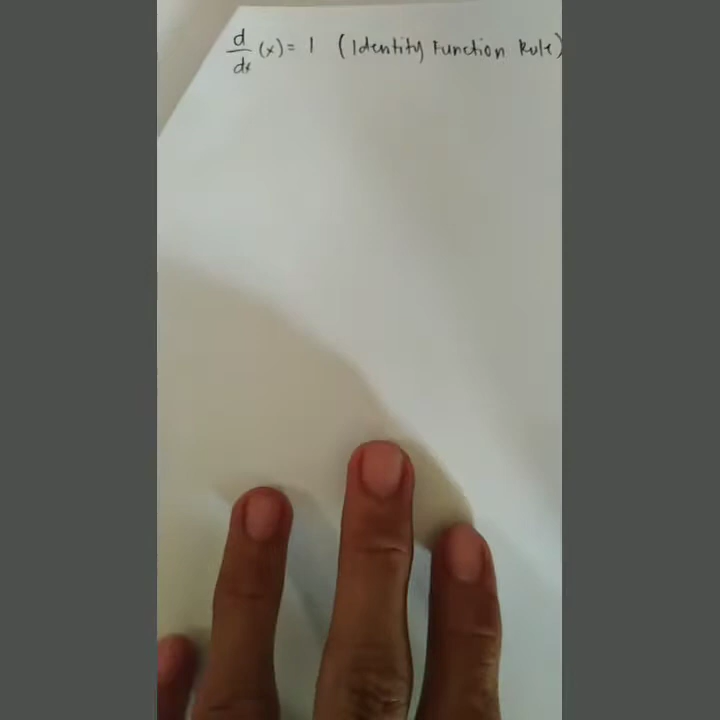 d/dx (x) = 1 (Identity Function Rule)